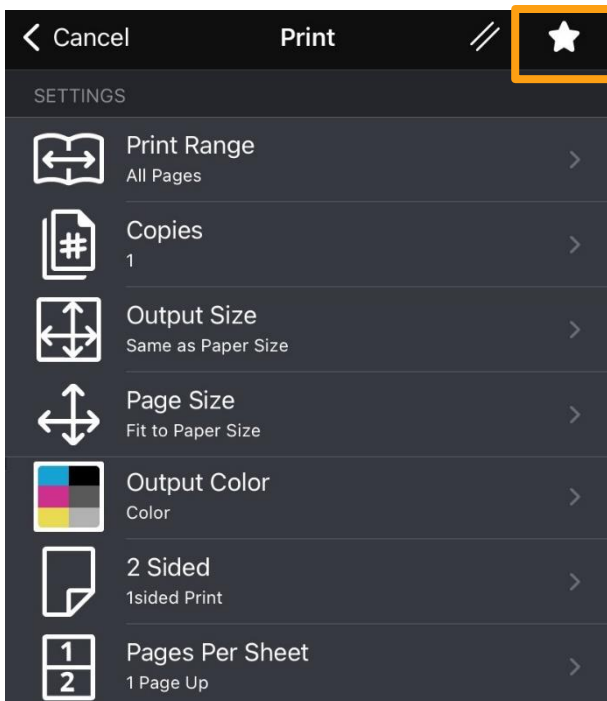 Cancel Print
SETTINGS
Print Range
All Pages
#
Copies
1
Output Size
Same as Paper Size
Page Size
Fit to Paper Size
Output Color
Color
2 Sided
1sided Print
1
2
Pages Per Sheet
1 Page Up